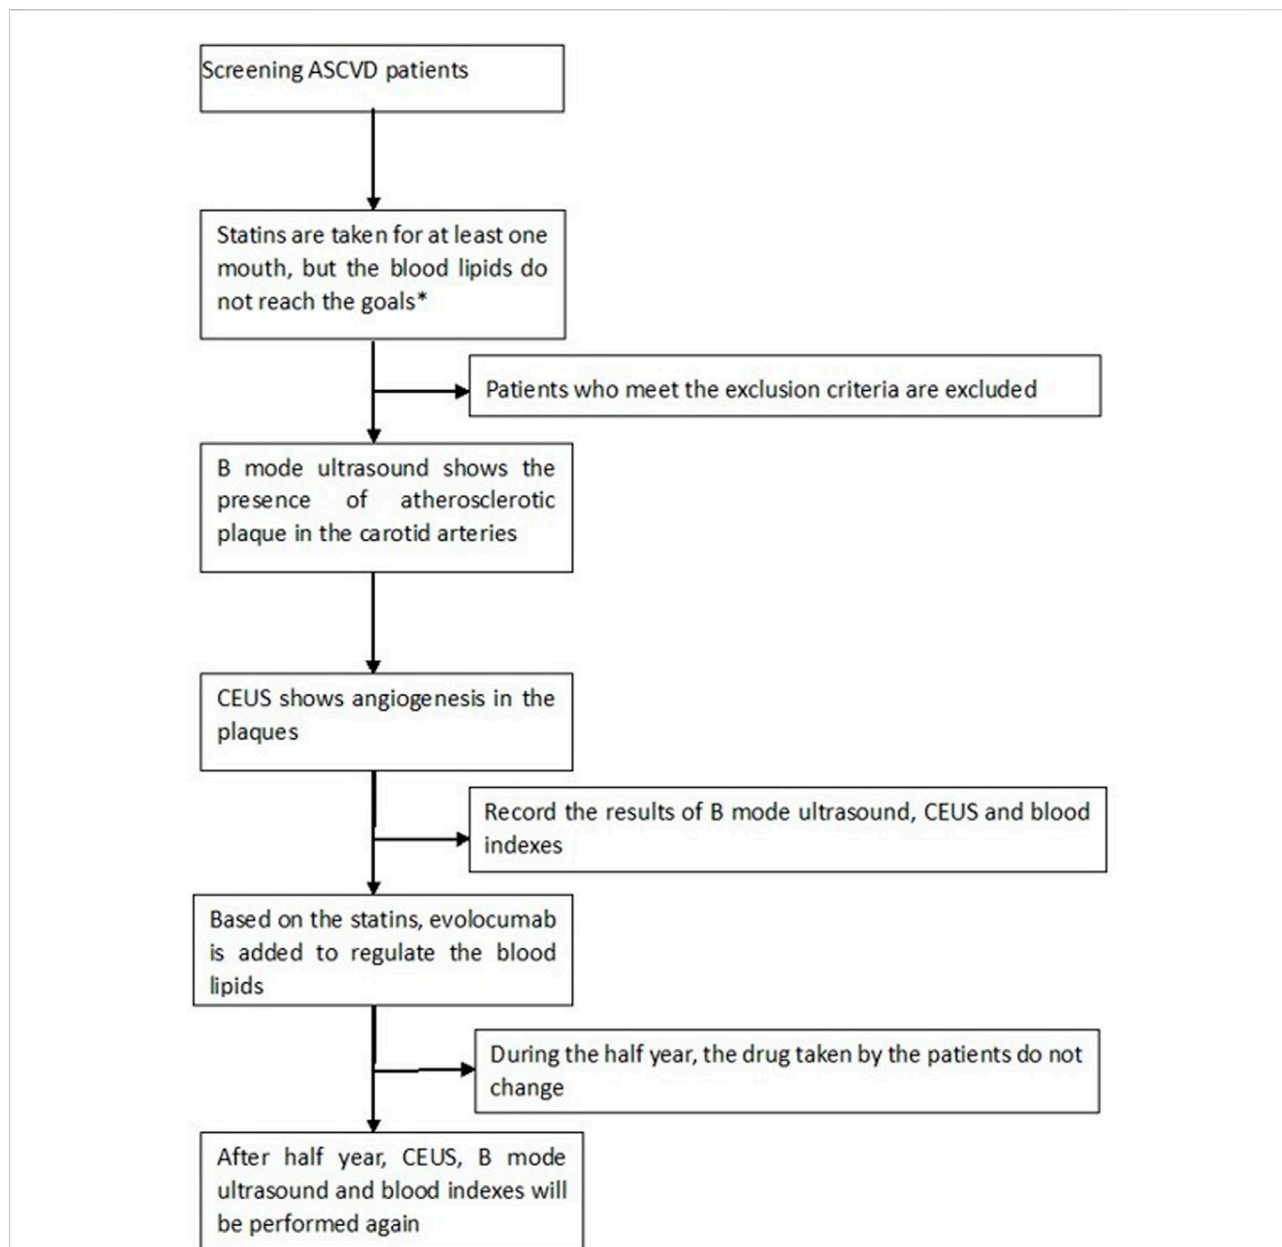 Screening ASCVD patients
Statins are taken for at least one
mouth, but the blood lipids do
not reach the goals*
Patients who meet the exclusion criteria are excluded
B mode ultrasound shows the
presence of atherosclerotic
plaque in the carotid arteries
CEUS shows angiogenesis in the
plaques
Record the results of B mode ultrasound, CEUS and blood
indexes
Based on the statins, evolocumab
is added to regulate the blood
lipids
During the half year, the drug taken by the patients do not
change
After half year, CEUS, B mode
ultrasound and blood indexes will
be performed again